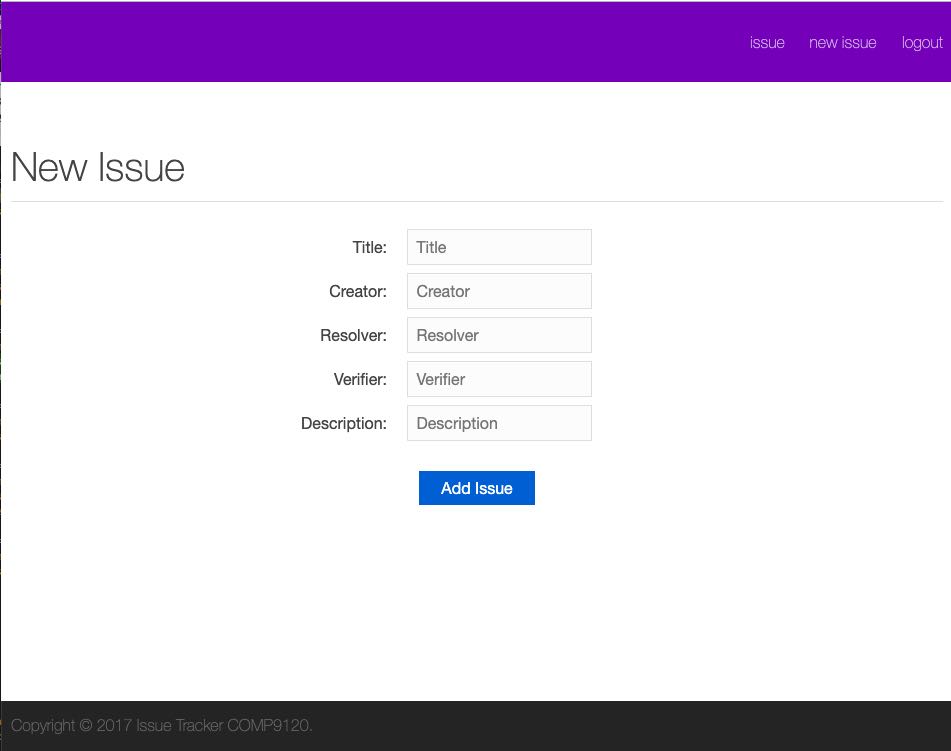 issue new issue logout
New Issue
Title: Title
Creator: Creator
Resolver: Resolver
Verifier: Verifier
Description: Description
Add Issue
Copyright © 2017 Issue Tracker COMP9120.